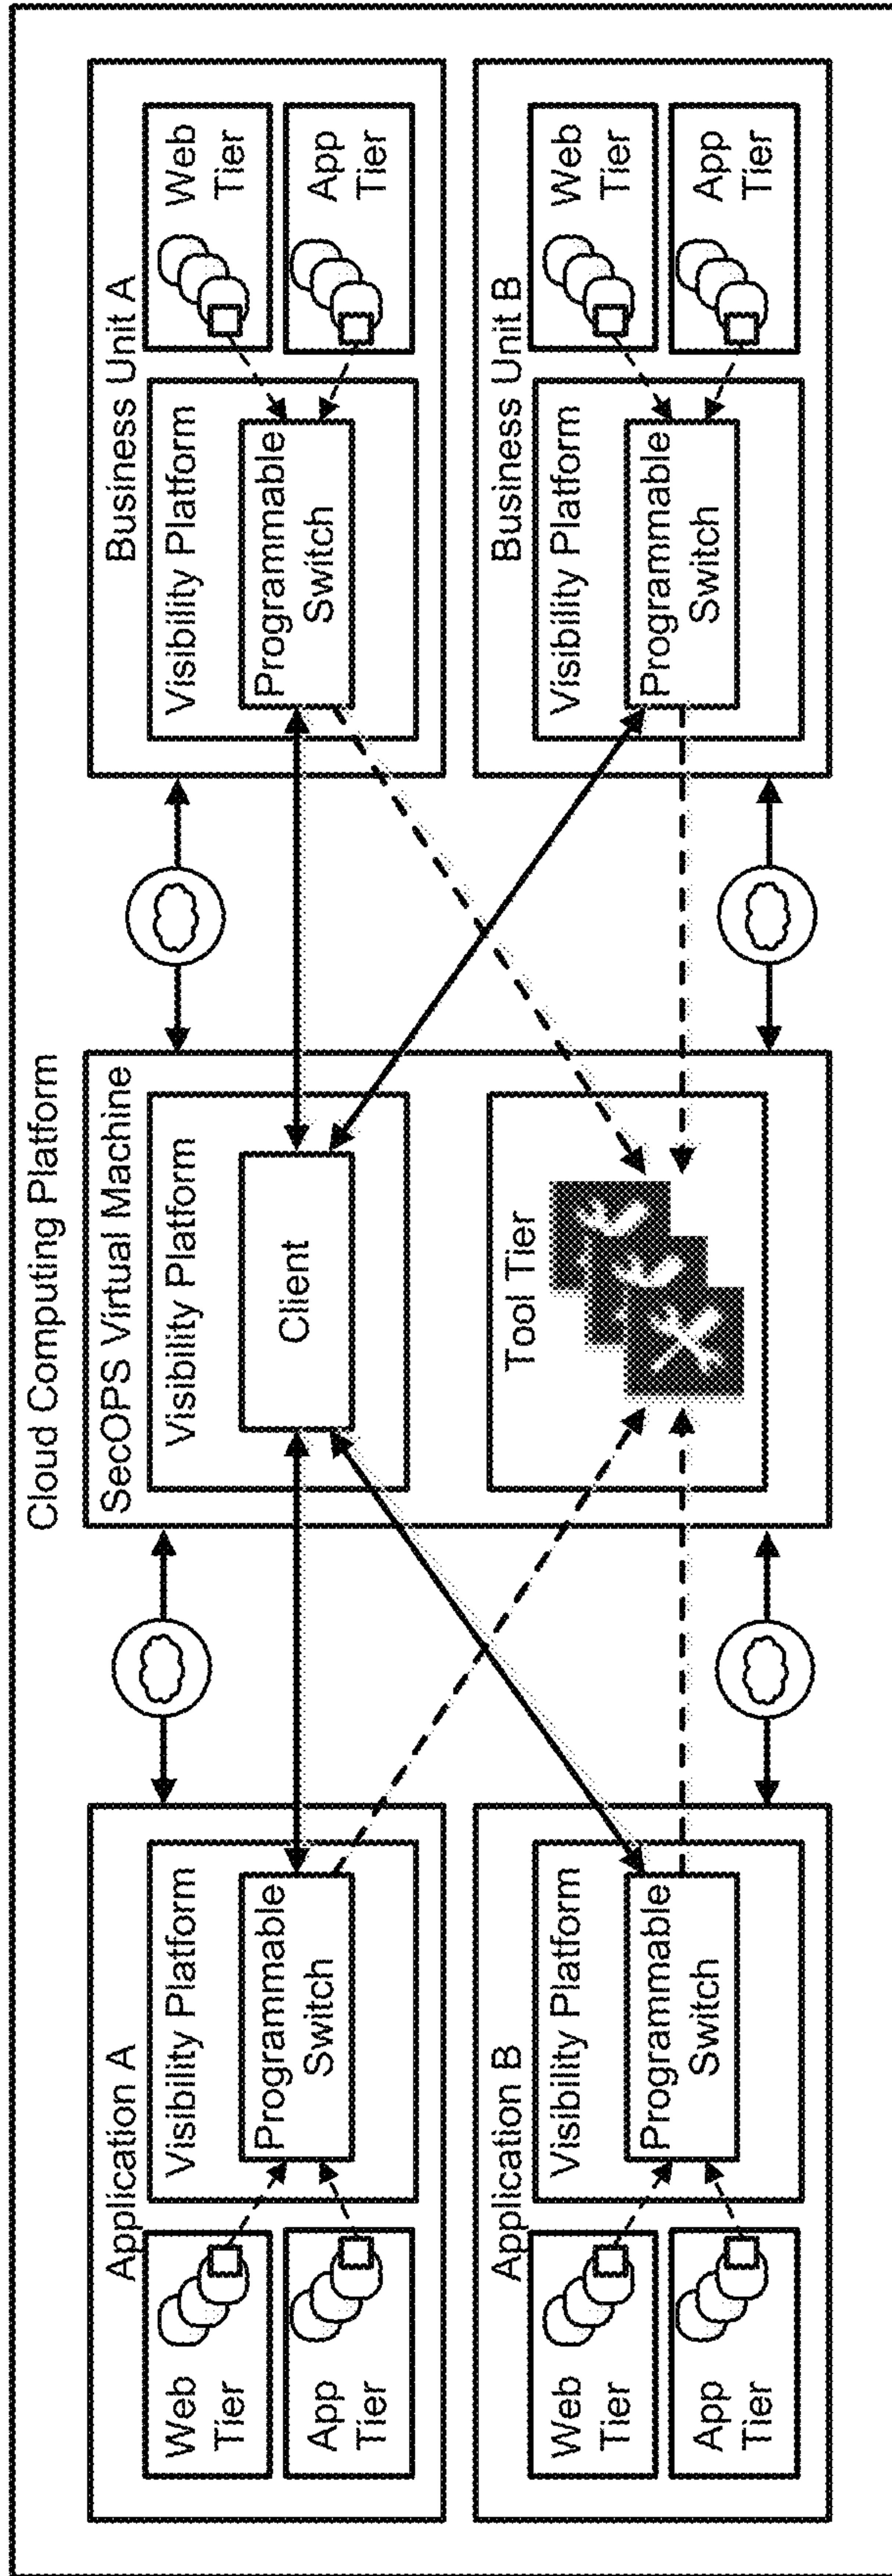 Cloud Computing Platform
Application A
Web
Tier
App
Tier
Visibility Platform
Programmable
Switch
Application B
Web
Tier
App
Tier
Visibility Platform
Programmable
Switch
SecOPS Virtual Machine
Visibility Platform
Client
Tool Tier
Business Unit A
Visibility Platform
Programmable
Switch
Web
Tier
App
Tier
Business Unit B
Visibility Platform
Programmable
Switch
Web
Tier
App
Tier